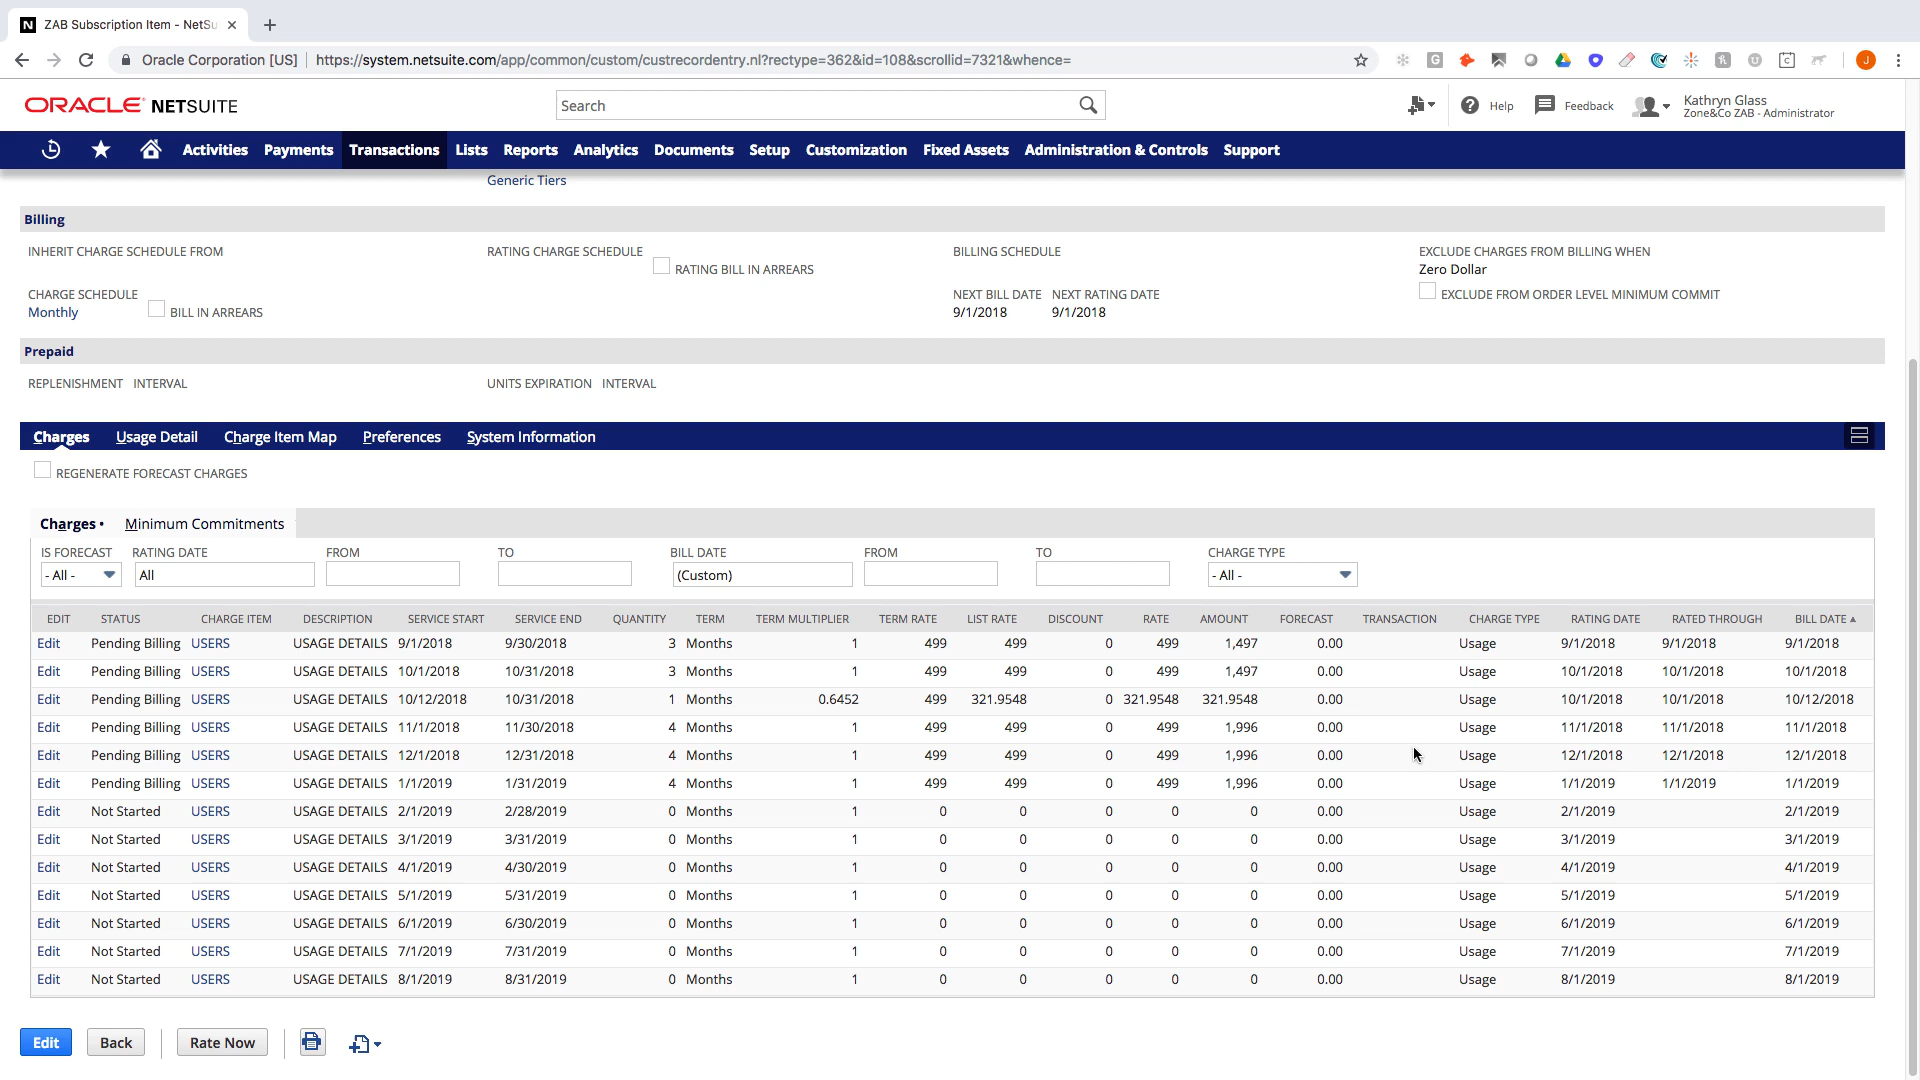 ZAB Subscription Item - NetSu
Oracle Corporation [US] https://system.netsuite.com/app/common/custom/custrecordentry.nl?rectype=362&id=108&scrollid=7321&whence=
ORACLE NETSUITE
Search
Help
Feedback
Kathryn Glass
Zone&Co ZAB - Administrator
Activities Payments Transactions Lists Reports Analytics Documents Setup Customization Fixed Assets Administration & Controls Support
Generic Tiers
Billing
INHERIT CHARGE SCHEDULE FROM
RATING CHARGE SCHEDULE
RATING BILL IN ARREARS
BILLING SCHEDULE
EXCLUDE CHARGES FROM BILLING WHEN
Zero Dollar
CHARGE SCHEDULE
Monthly
BILL IN ARREARS
NEXT BILL DATE NEXT RATING DATE
9/1/2018 9/1/2018
EXCLUDE FROM ORDER LEVEL MINIMUM COMMIT
Prepaid
REPLENISHMENT INTERVAL UNITS EXPIRATION INTERVAL
Charges Usage Detail Charge Item Map Preferences System Information
REGENERATE FORECAST CHARGES
Charges • Minimum Commitments
IS FORECAST RATING DATE FROM TO BILL DATE FROM TO CHARGE TYPE
- All - All (Custom) - All -
EDIT STATUS CHARGE ITEM DESCRIPTION SERVICE START SERVICE END QUANTITY TERM TERM MULTIPLIER TERM RATE LIST RATE DISCOUNT RATE AMOUNT FORECAST TRANSACTION CHARGE TYPE RATING DATE RATED THROUGH BILL DATE ▲
Edit Pending Billing USERS USAGE DETAILS 9/1/2018 9/30/2018 3 Months 1 499 499 0 499 1,497 0.00 Usage 9/1/2018 9/1/2018 9/1/2018
Edit Pending Billing USERS USAGE DETAILS 10/1/2018 10/31/2018 3 Months 1 499 499 0 499 1,497 0.00 Usage 10/1/2018 10/1/2018 10/1/2018
Edit Pending Billing USERS USAGE DETAILS 10/12/2018 10/31/2018 1 Months 0.6452 499 321.9548 0 321.9548 321.9548 0.00 Usage 10/1/2018 10/1/2018 10/12/2018
Edit Pending Billing USERS USAGE DETAILS 11/1/2018 11/30/2018 4 Months 1 499 499 0 499 1,996 0.00 Usage 11/1/2018 11/1/2018 11/1/2018
Edit Pending Billing USERS USAGE DETAILS 12/1/2018 12/31/2018 4 Months 1 499 499 0 499 1,996 0.00 Usage 12/1/2018 12/1/2018 12/1/2018
Edit Pending Billing USERS USAGE DETAILS 1/1/2019 1/31/2019 4 Months 1 499 499 0 499 1,996 0.00 Usage 1/1/2019 1/1/2019 1/1/2019
Edit Not Started USERS USAGE DETAILS 2/1/2019 2/28/2019 0 Months 1 0 0 0 0 0 0.00 Usage 2/1/2019 2/1/2019
Edit Not Started USERS USAGE DETAILS 3/1/2019 3/31/2019 0 Months 1 0 0 0 0 0 0.00 Usage 3/1/2019 3/1/2019
Edit Not Started USERS USAGE DETAILS 4/1/2019 4/30/2019 0 Months 1 0 0 0 0 0 0.00 Usage 4/1/2019 4/1/2019
Edit Not Started USERS USAGE DETAILS 5/1/2019 5/31/2019 0 Months 1 0 0 0 0 0 0.00 Usage 5/1/2019 5/1/2019
Edit Not Started USERS USAGE DETAILS 6/1/2019 6/30/2019 0 Months 1 0 0 0 0 0 0.00 Usage 6/1/2019 6/1/2019
Edit Not Started USERS USAGE DETAILS 7/1/2019 7/31/2019 0 Months 1 0 0 0 0 0 0.00 Usage 7/1/2019 7/1/2019
Edit Not Started USERS USAGE DETAILS 8/1/2019 8/31/2019 0 Months 1 0 0 0 0 0 0.00 Usage 8/1/2019 8/1/2019
Edit Back Rate Now